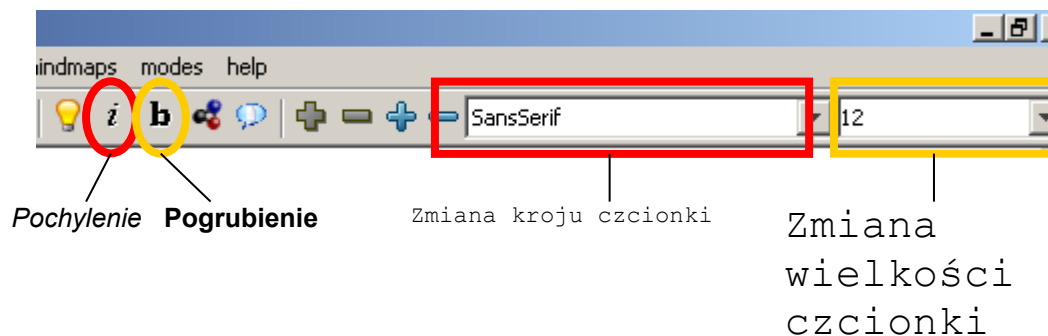 indmaps modes help
i b SansSerif 12
Pochylenie Pogrubienie Zmiana kroju czcionki
Zmiana
wielkości
czcionki